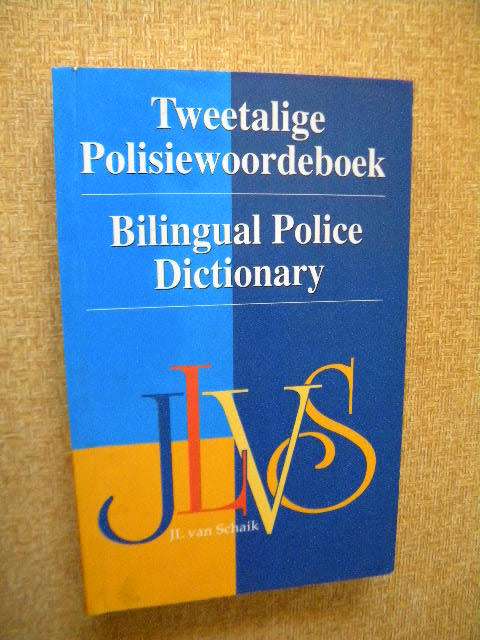 Tweetalige
Polisiewoordeboek
Bilingual Police
Dictionary
JLVS
JL van Schaik